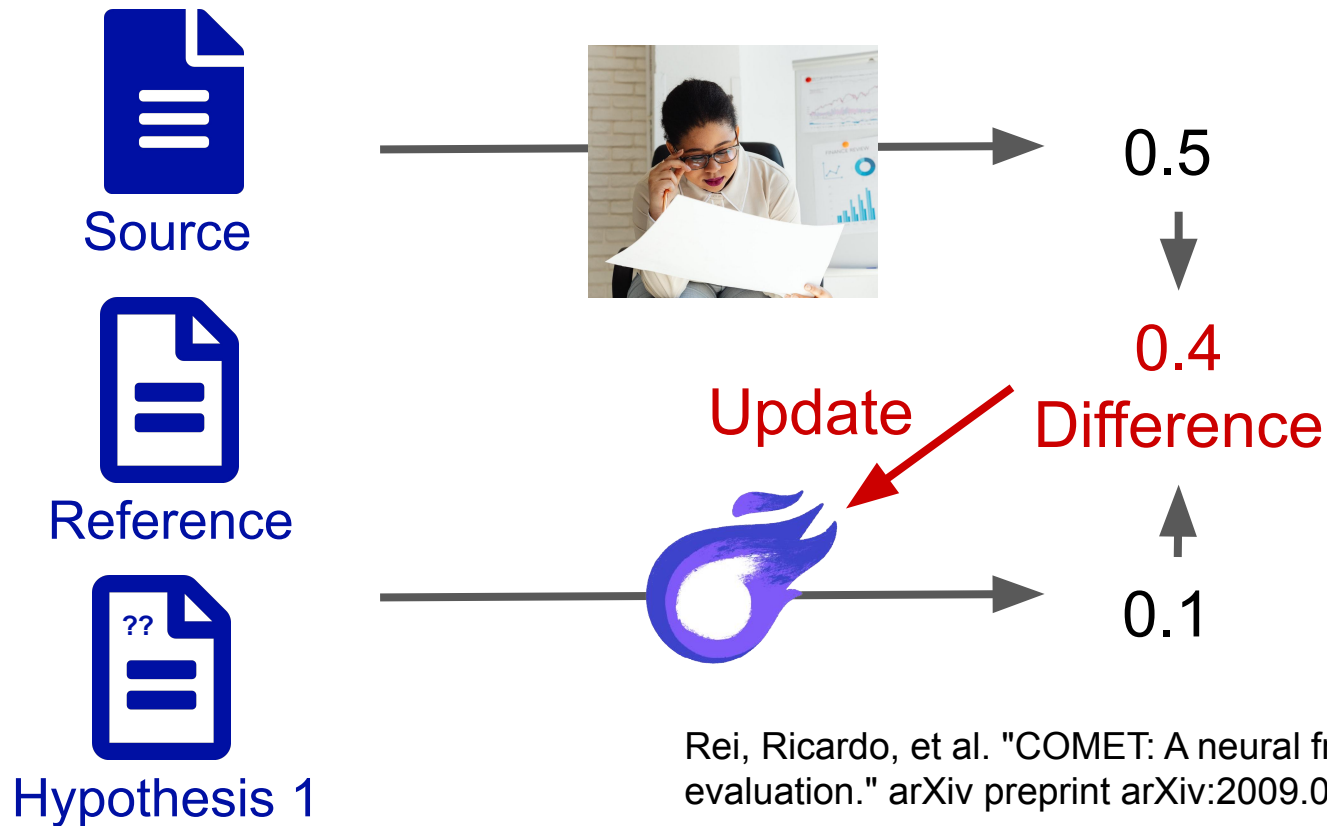 Source
Reference
??
Hypothesis 1
0.5
0.4
Difference
Update
0.1
Rei, Ricardo, et al. "COMET: A neural fr
evaluation." arXiv preprint arXiv:2009.0